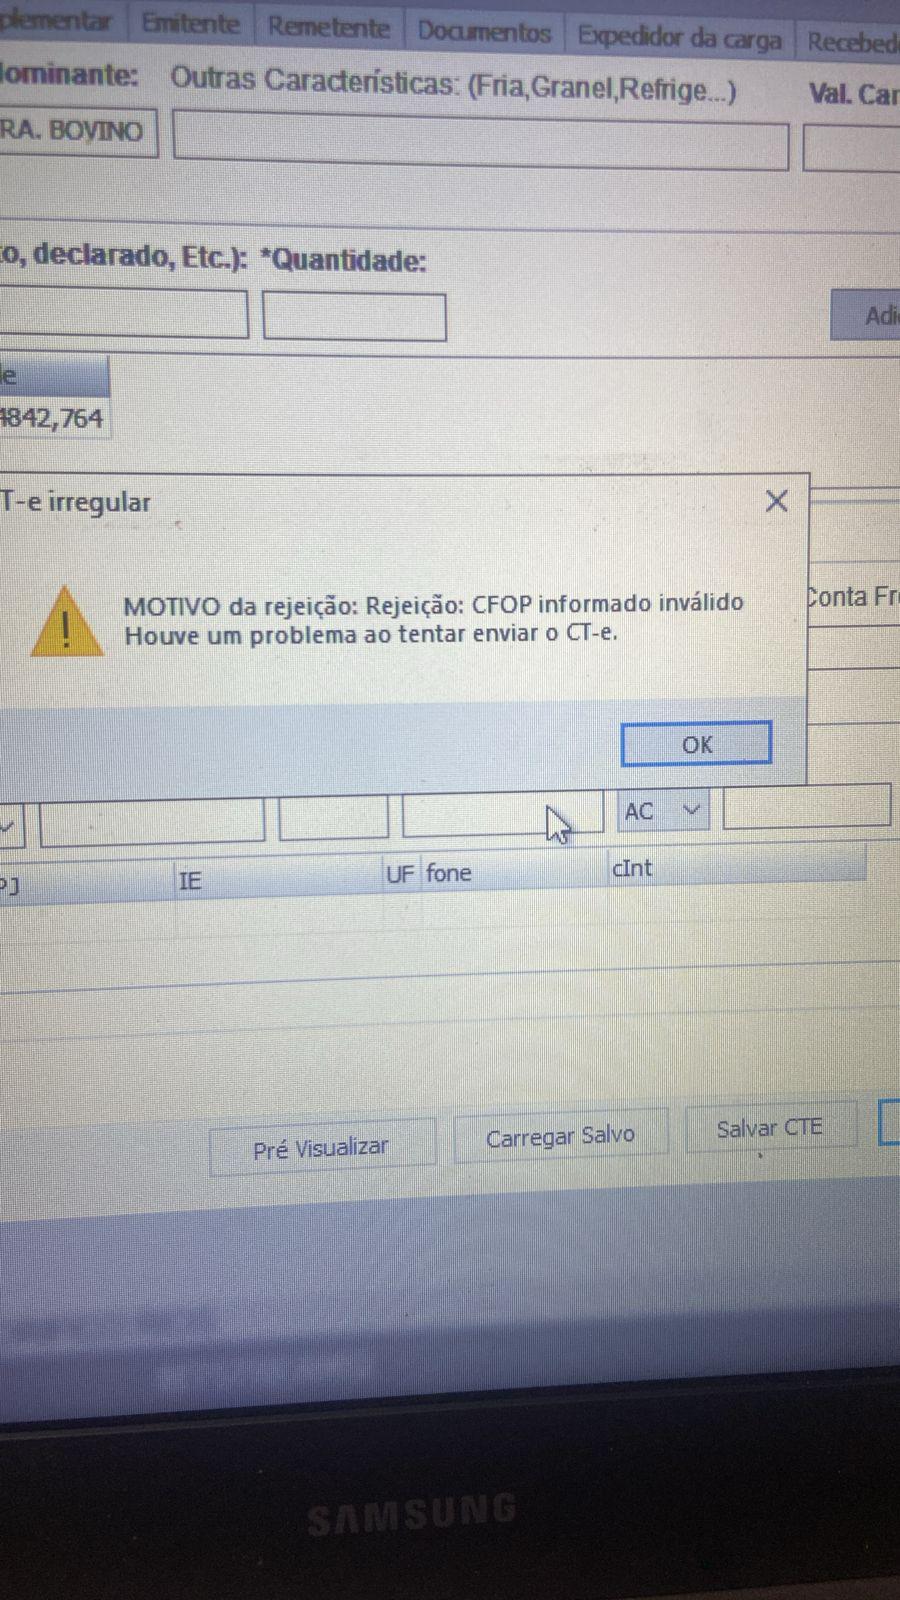 plementar Emitente Remetente Documentos Expedidor da carga Recebed
dominante: Outras Características: (Fria,Granel,Refrige...) Val. Car
RA. BOVINO
o, declarado, Etc.): *Quantidade:
Adi
e
4842,764
T-e irregular
MOTIVO da rejeição: Rejeição: CFOP informado inválido
Houve um problema ao tentar enviar o CT-e.
Conta Fr
OK
AC
PJ IE UF fone cInt
Pré Visualizar Carregar Salvo Salvar CTE
SAMSUNG